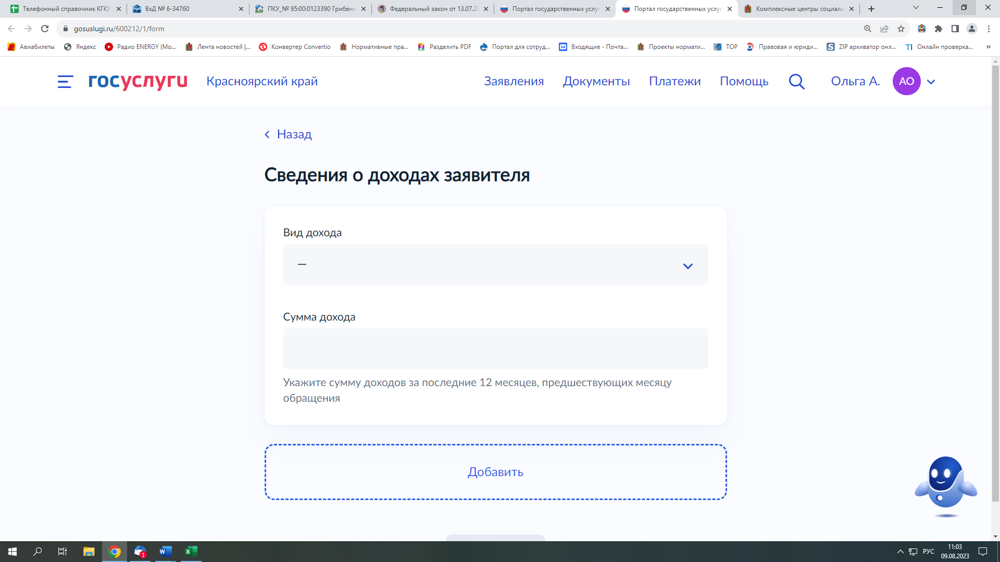 Телефонный справочник КГКУ
ВхД № 6-34760
ПКУ_№ 95:00:0123390 Грибен
Федеральный закон от 13.07.20
Портал государственных услуг
Портал государственных услуг
Комплексные центры социаль
gosuslugi.ru/600212/1/form
Авиабилеты
Яндекс
Радио ENERGY (Мо...
Лента новостей |...
Конвертер Convertio
Нормативные пра...
Разделить PDF
Портал для сотруд...
Входящие - Почта...
Проекты нормати...
ТОР
Правовая и юриди...
ZIP архиватор онл...
Онлайн проверка...
госуслуги
Красноярский край
Заявления
Документы
Платежи
Помощь
Ольга А.
АО
Назад
Сведения о доходах заявителя
Вид дохода
—
Сумма дохода
Укажите сумму доходов за последние 12 месяцев, предшествующих месяцу
обращения
Добавить
1
РУС
11:03
09.08.2023